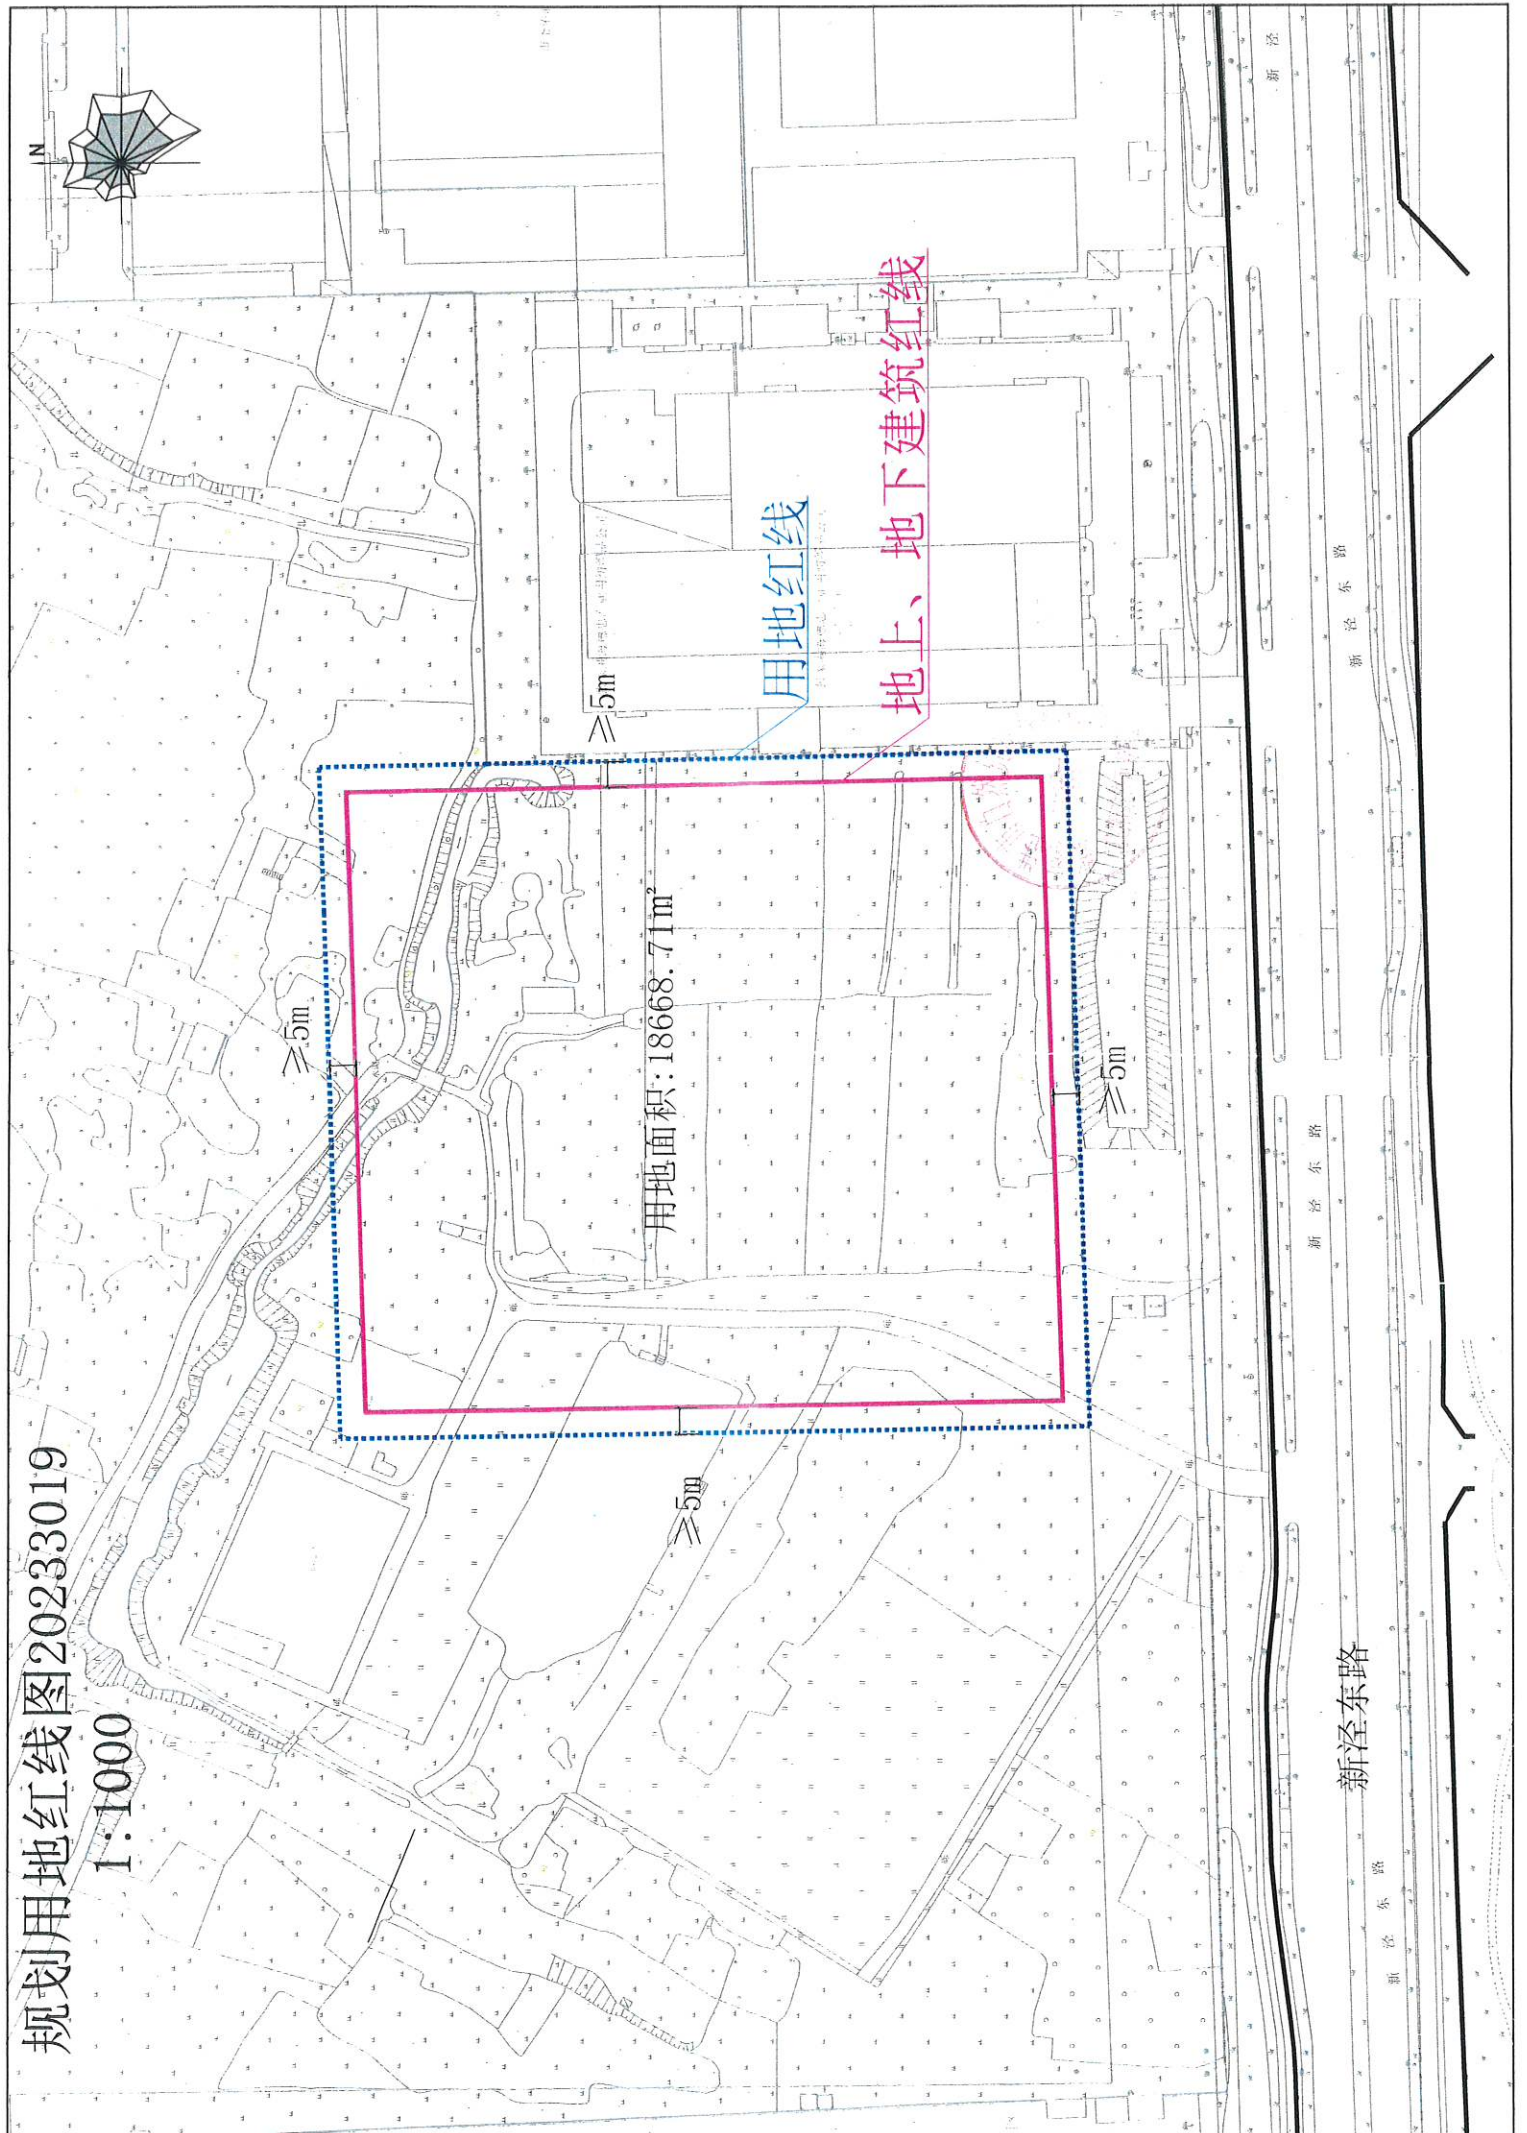 规划用地红线图20233019
1:1000
N
用地红线
地上、地下建筑红线
≥5m
≥5m
用地面积:18668.71m²
≥5m
≥5m
新泾东路
新泾东路
新泾东路
新泾东路
新泾